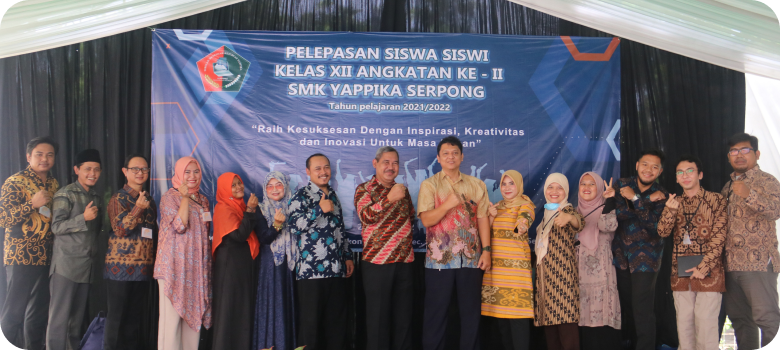 PELEPASAN SISWA SISWI
KELAS XII ANGKATAN KE - II
SMK YAPPIKA SERPONG
Tahun pelajaran 2021/2022
“Raih Kesuksesan Dengan Inspirasi, Kreativitas
dan Inovasi Untuk Masa